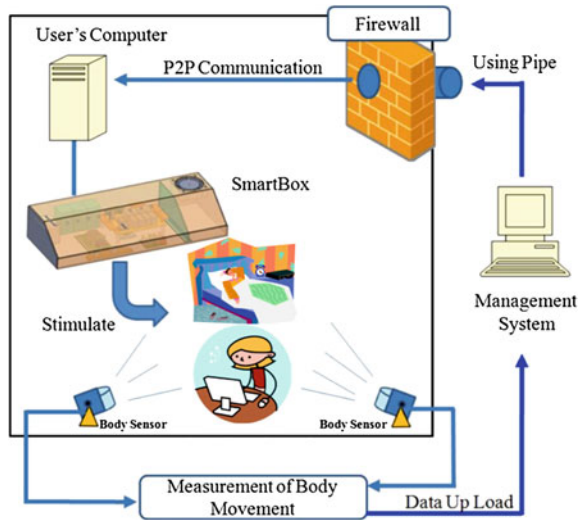 Firewall
User's Computer
P2P Communication
Using Pipe
SmartBox
Stimulate
Management
System
Body Sensor
Body Sensor
Measurement of Body
Movement
Data Up Load